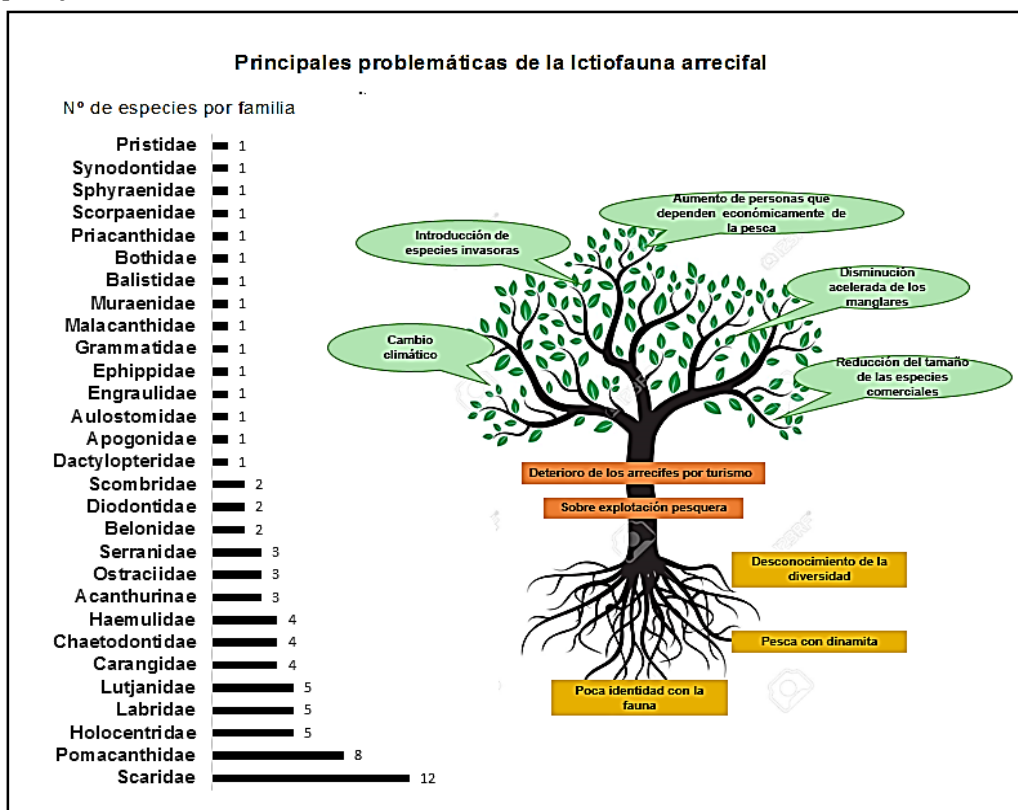 Principales problemáticas de la Ictiofauna arrecifal
Nº de especies por familia
Pristidae 1
Synodontidae 1
Sphyraenidae 1
Scorpaenidae 1
Priacanthidae 1
Bothidae 1
Balistidae 1
Muraenidae 1
Malacanthidae 1
Grammatidae 1
Ephippidae 1
Engraulidae 1
Aulostomidae 1
Apogonidae 1
Dactylopteridae 1
Scombridae 2
Diodontidae 2
Belonidae 2
Serranidae 3
Ostraciidae 3
Acanthurinae 3
Haemulidae 4
Chaetodontidae 4
Carangidae 4
Lutjanidae 5
Labridae 5
Holocentridae 5
Pomacanthidae 8
Scaridae 12
Aumento de personas que
dependen económicamente de
la pesca
Introducción de
especies invasoras
Disminución
acelerada de los
manglares
Cambio
climático
Reducción del tamaño
de las especies
comerciales
Deterioro de los arrecifes por turismo
Sobre explotación pesquera
Desconocimiento de la
diversidad
Pesca con dinamita
Poca identidad con la
fauna